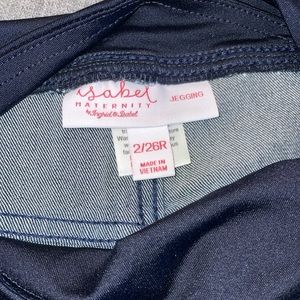 isabel
MATERNITY
by Ingrid & Isabel
JEGGING
2/26R
MADE IN
VIETNAM